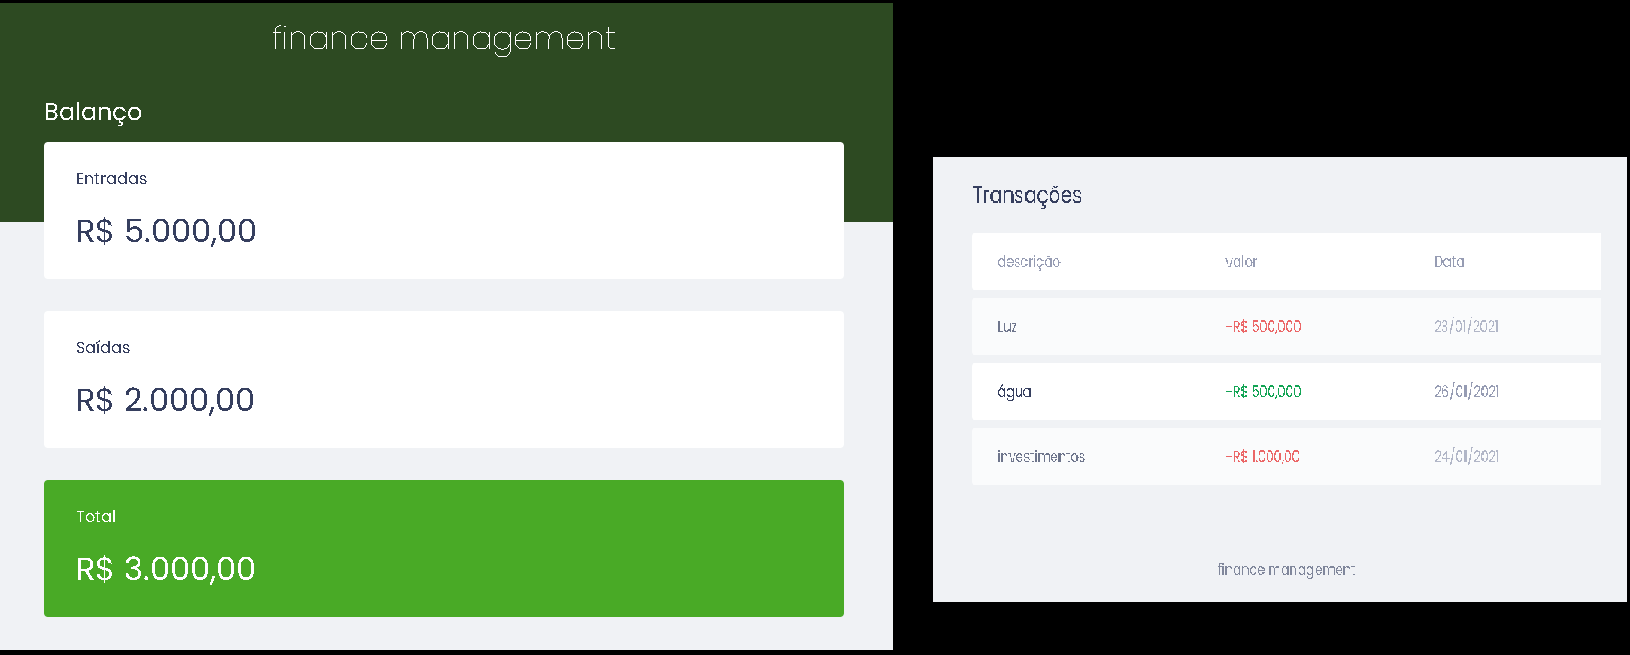 finance management
Balanço
Entradas
R$ 5.000,00
Saídas
R$ 2.000,00
Total
R$ 3.000,00
Transações
descrição valor Data
Luz -R$ 500,000 23/01/2021
água -R$ 500,000 26/01/2021
investimentos -R$ 1.000,00 24/01/2021
finance management